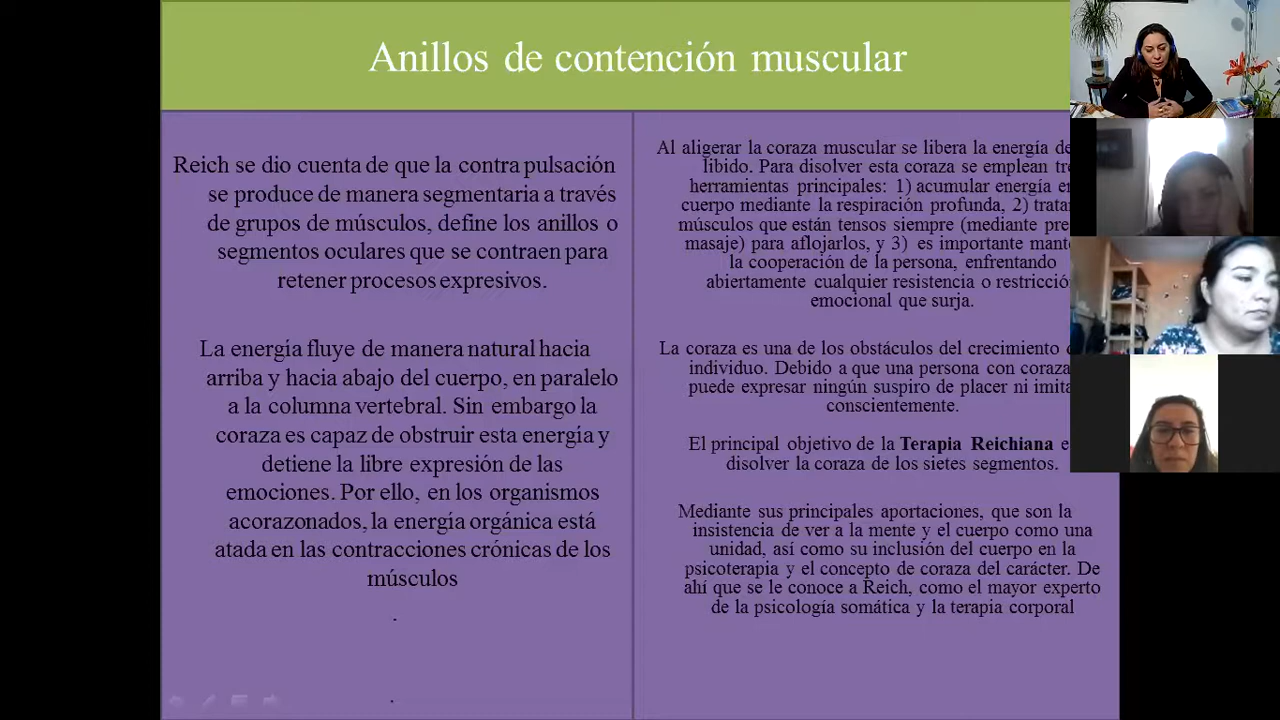 Anillos de contención muscular
Reich se dio cuenta de que la contra pulsación
se produce de manera segmentaria a través
de grupos de músculos, define los anillos o
segmentos oculares que se contraen para
retener procesos expresivos.
La energía fluye de manera natural hacia
arriba y hacia abajo del cuerpo, en paralelo
a la columna vertebral. Sin embargo la
coraza es capaz de obstruir esta energía y
detiene la libre expresión de las
emociones. Por ello, en los organismos
acorazonados, la energía orgánica está
atada en las contracciones crónicas de los
músculos
.
.
Al aligerar la coraza muscular se libera la energía de
libido. Para disolver esta coraza se emplean tre
herramientas principales: 1) acumular energía en
cuerpo mediante la respiración profunda, 2) trata
músculos que están tensos siempre (mediante pre
masaje) para aflojarlos, y 3) es importante mant
la cooperación de la persona, enfrentando
abiertamente cualquier resistencia o restricció
emocional que surja.
La coraza es una de los obstáculos del crecimiento
individuo. Debido a que una persona con coraza
puede expresar ningún suspiro de placer ni imita
conscientemente.
El principal objetivo de la Terapia Reichiana e
disolver la coraza de los sietes segmentos.
Mediante sus principales aportaciones, que son la
insistencia de ver a la mente y el cuerpo como una
unidad, así como su inclusión del cuerpo en la
psicoterapia y el concepto de coraza del carácter. De
ahí que se le conoce a Reich, como el mayor experto
de la psicología somática y la terapia corporal